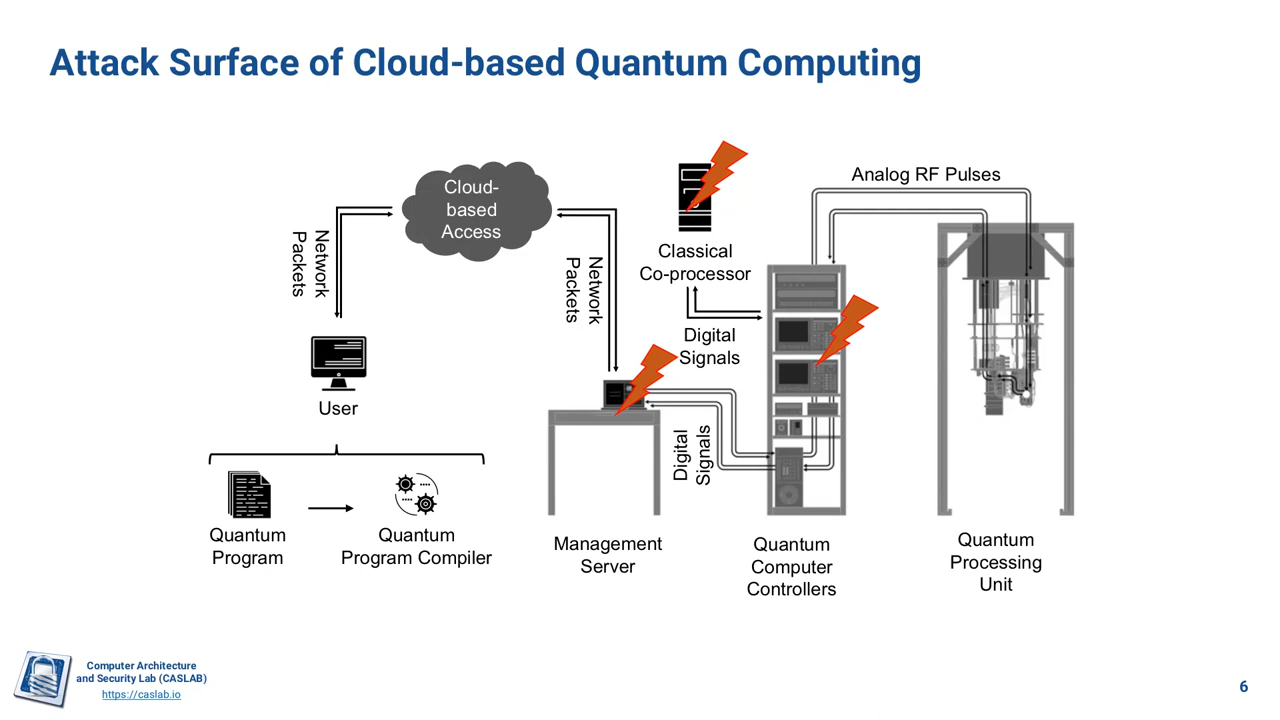 Attack Surface of Cloud-based Quantum Computing
Cloud-
based
Access
Network
Packets
User
Quantum
Program
Quantum
Program Compiler
Network
Packets
Management
Server
Classical
Co-processor
Digital
Signals
Digital
Signals
Quantum
Computer
Controllers
Analog RF Pulses
Quantum
Processing
Unit
Computer Architecture
and Security Lab (CASLAB)
https://caslab.io
6